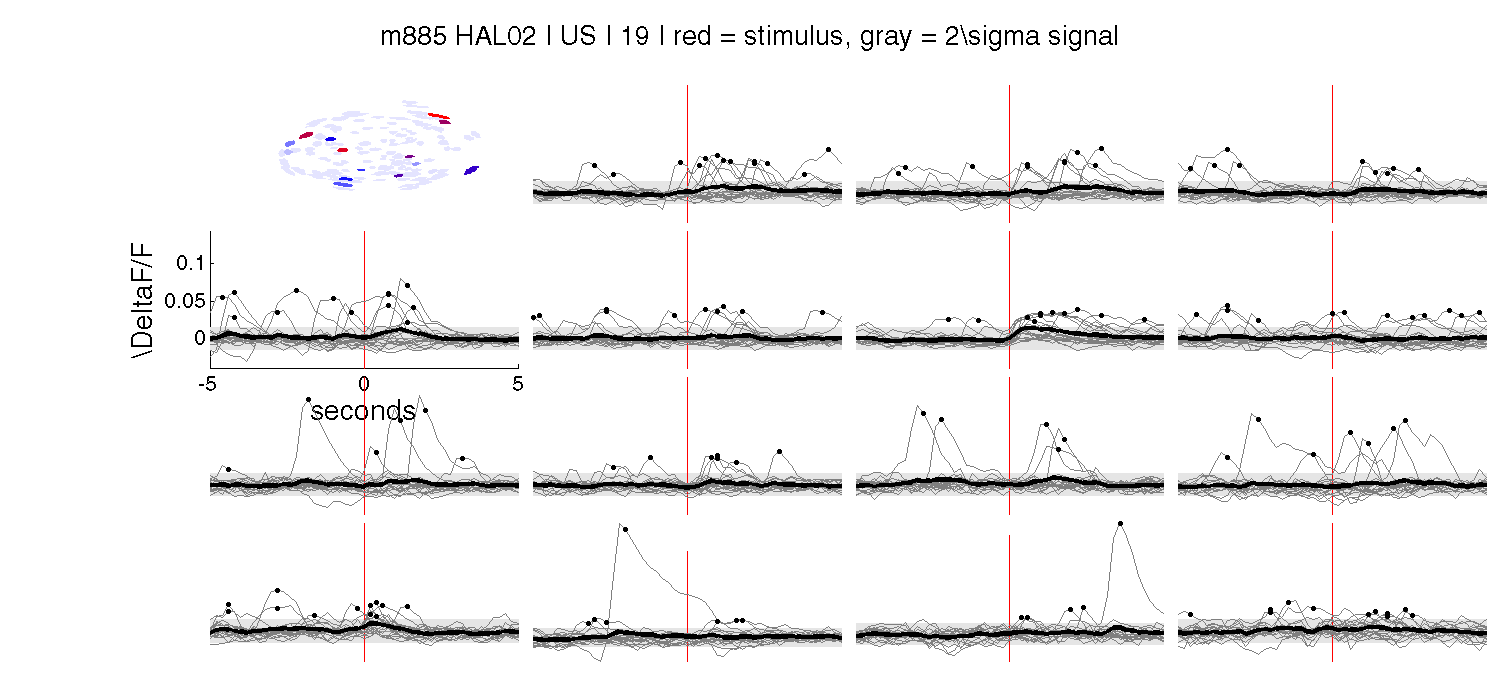 m885 HAL02 | US | 19 | red = stimulus, gray = 2\sigma signal
\DeltaF/F
0.1
0.05
0
-5 0 5
seconds